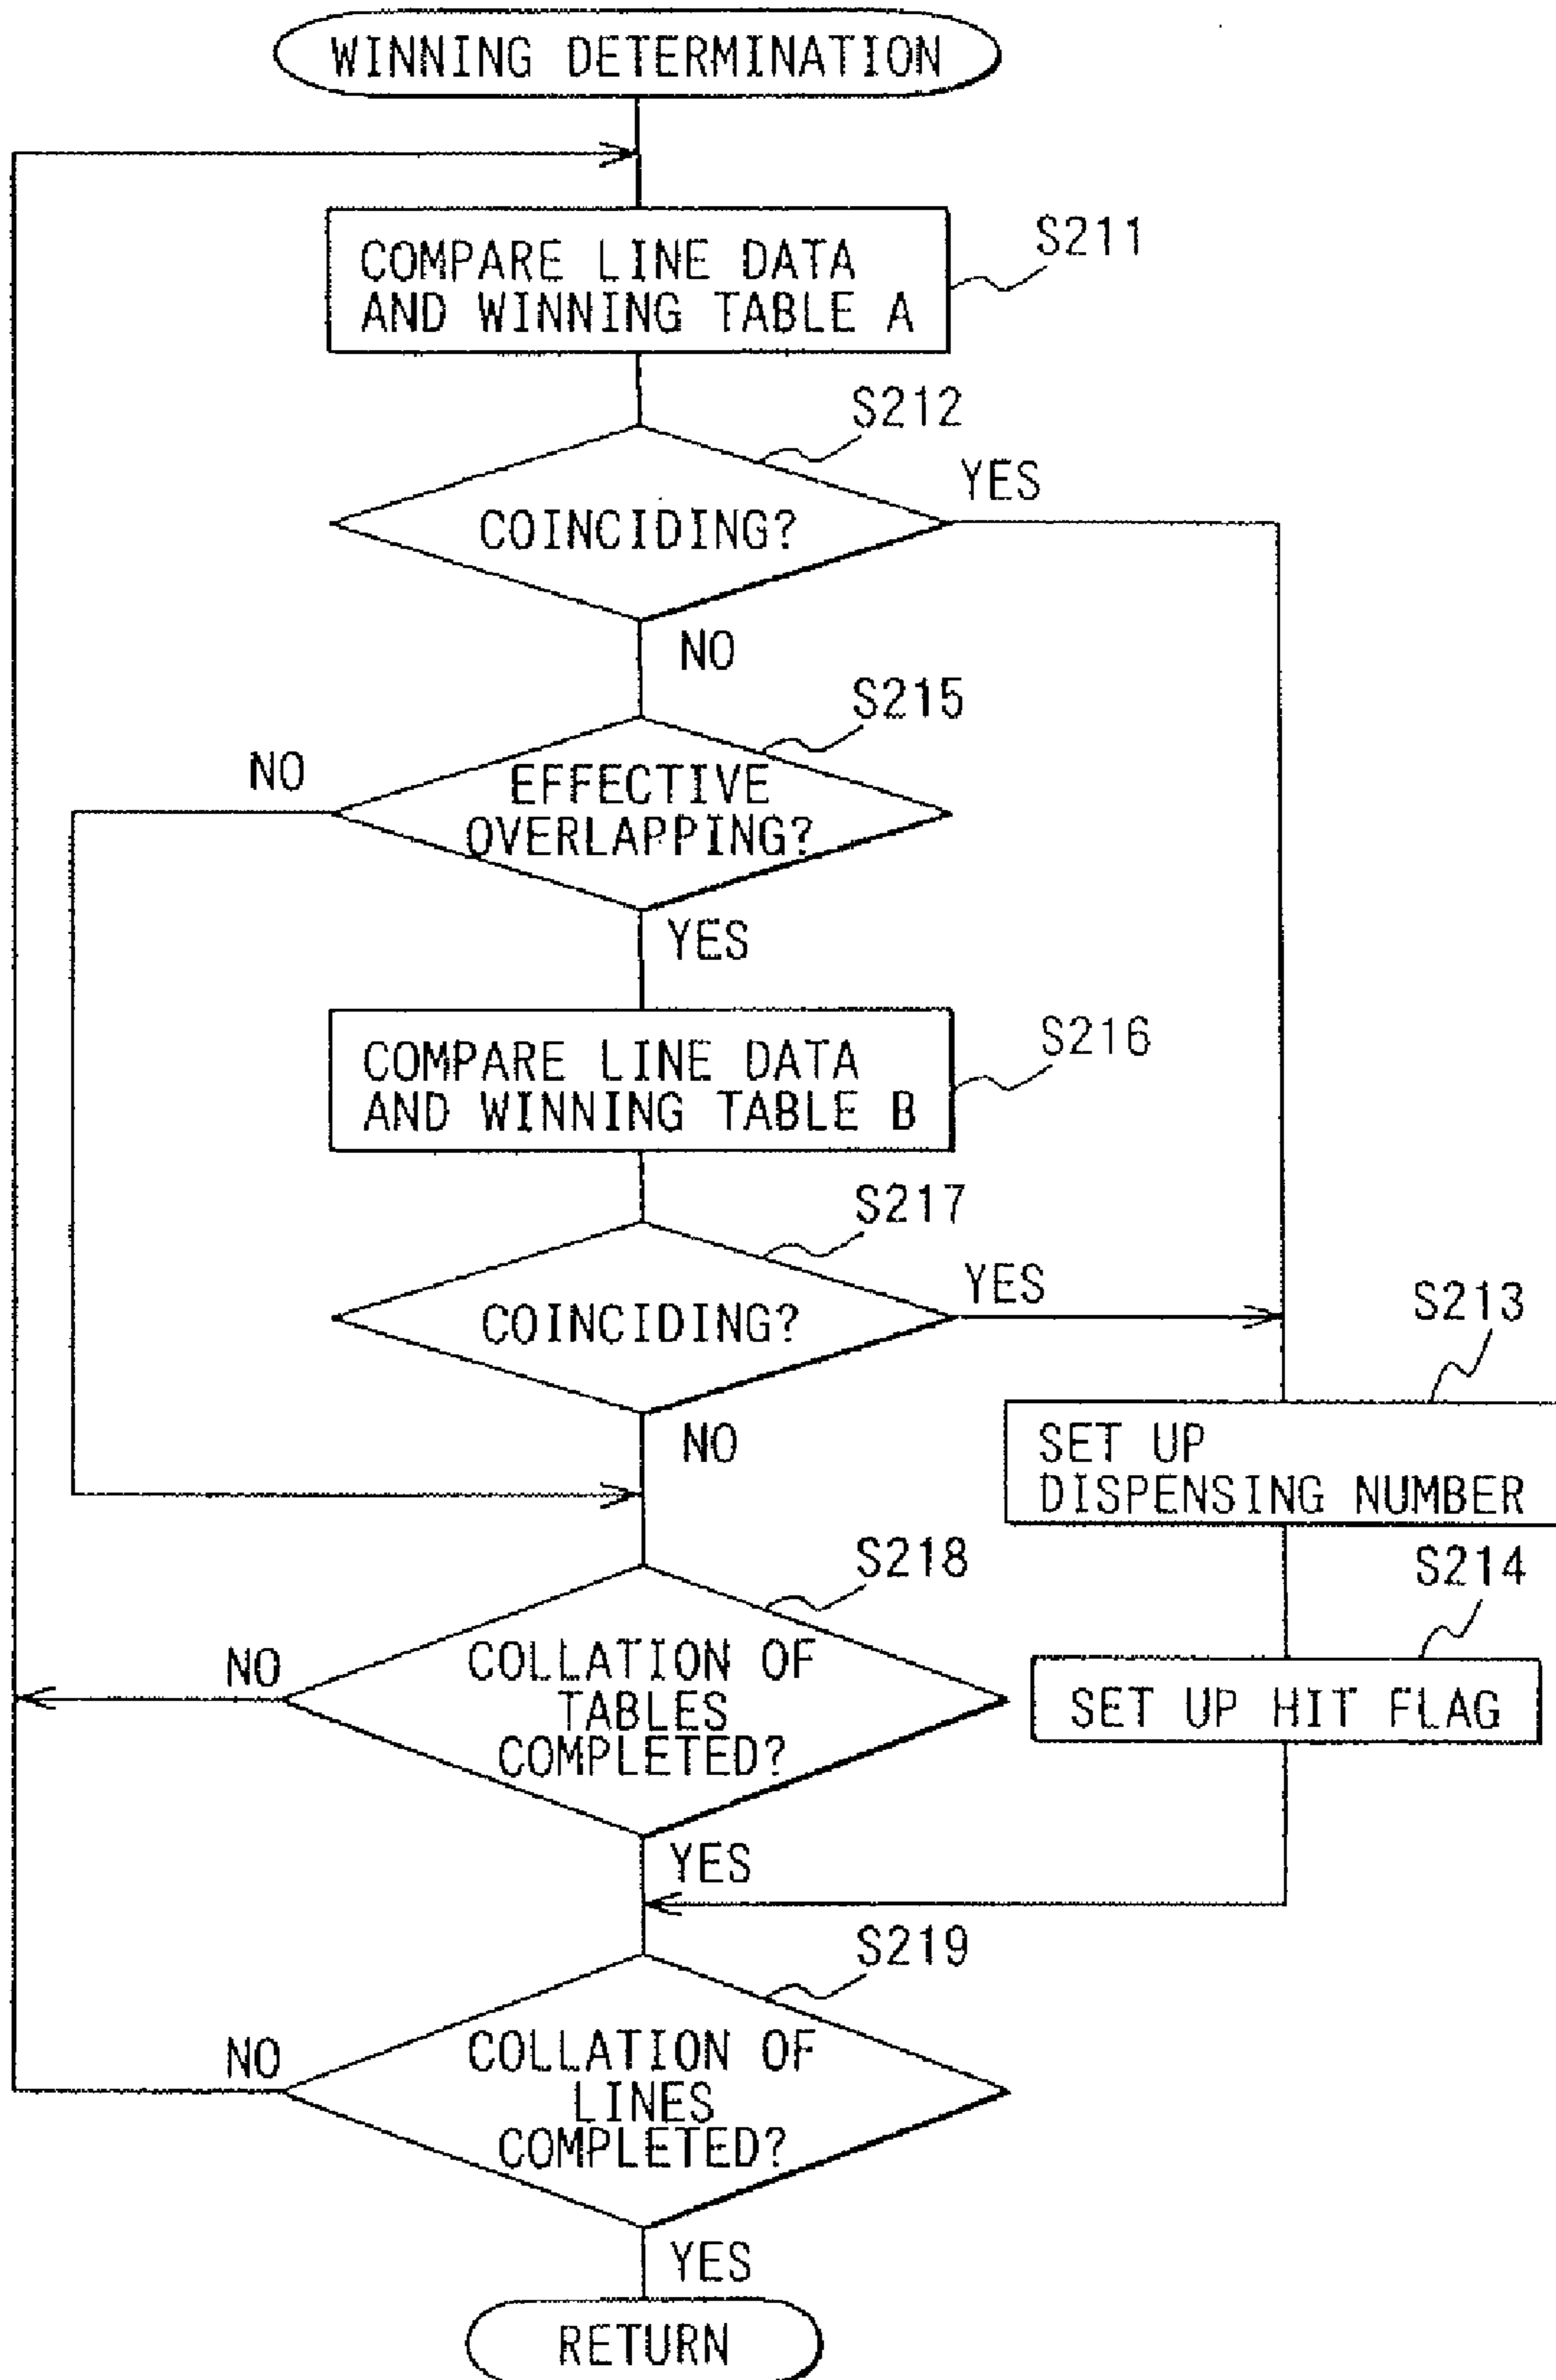 WINNING DETERMINATION
S211
COMPARE LINE DATA
AND WINNING TABLE A
S212
YES
COINCIDING?
NO
S215
NO
EFFECTIVE
OVERLAPPING?
YES
S216
COMPARE LINE DATA
AND WINNING TABLE B
S217
YES
COINCIDING?
NO
S213
SET UP
DISPENSING NUMBER
S218
S214
NO
COLLATION OF
TABLES
COMPLETED?
SET UP HIT FLAG
YES
S219
NO
COLLATION OF
LINES
COMPLETED?
YES
RETURN